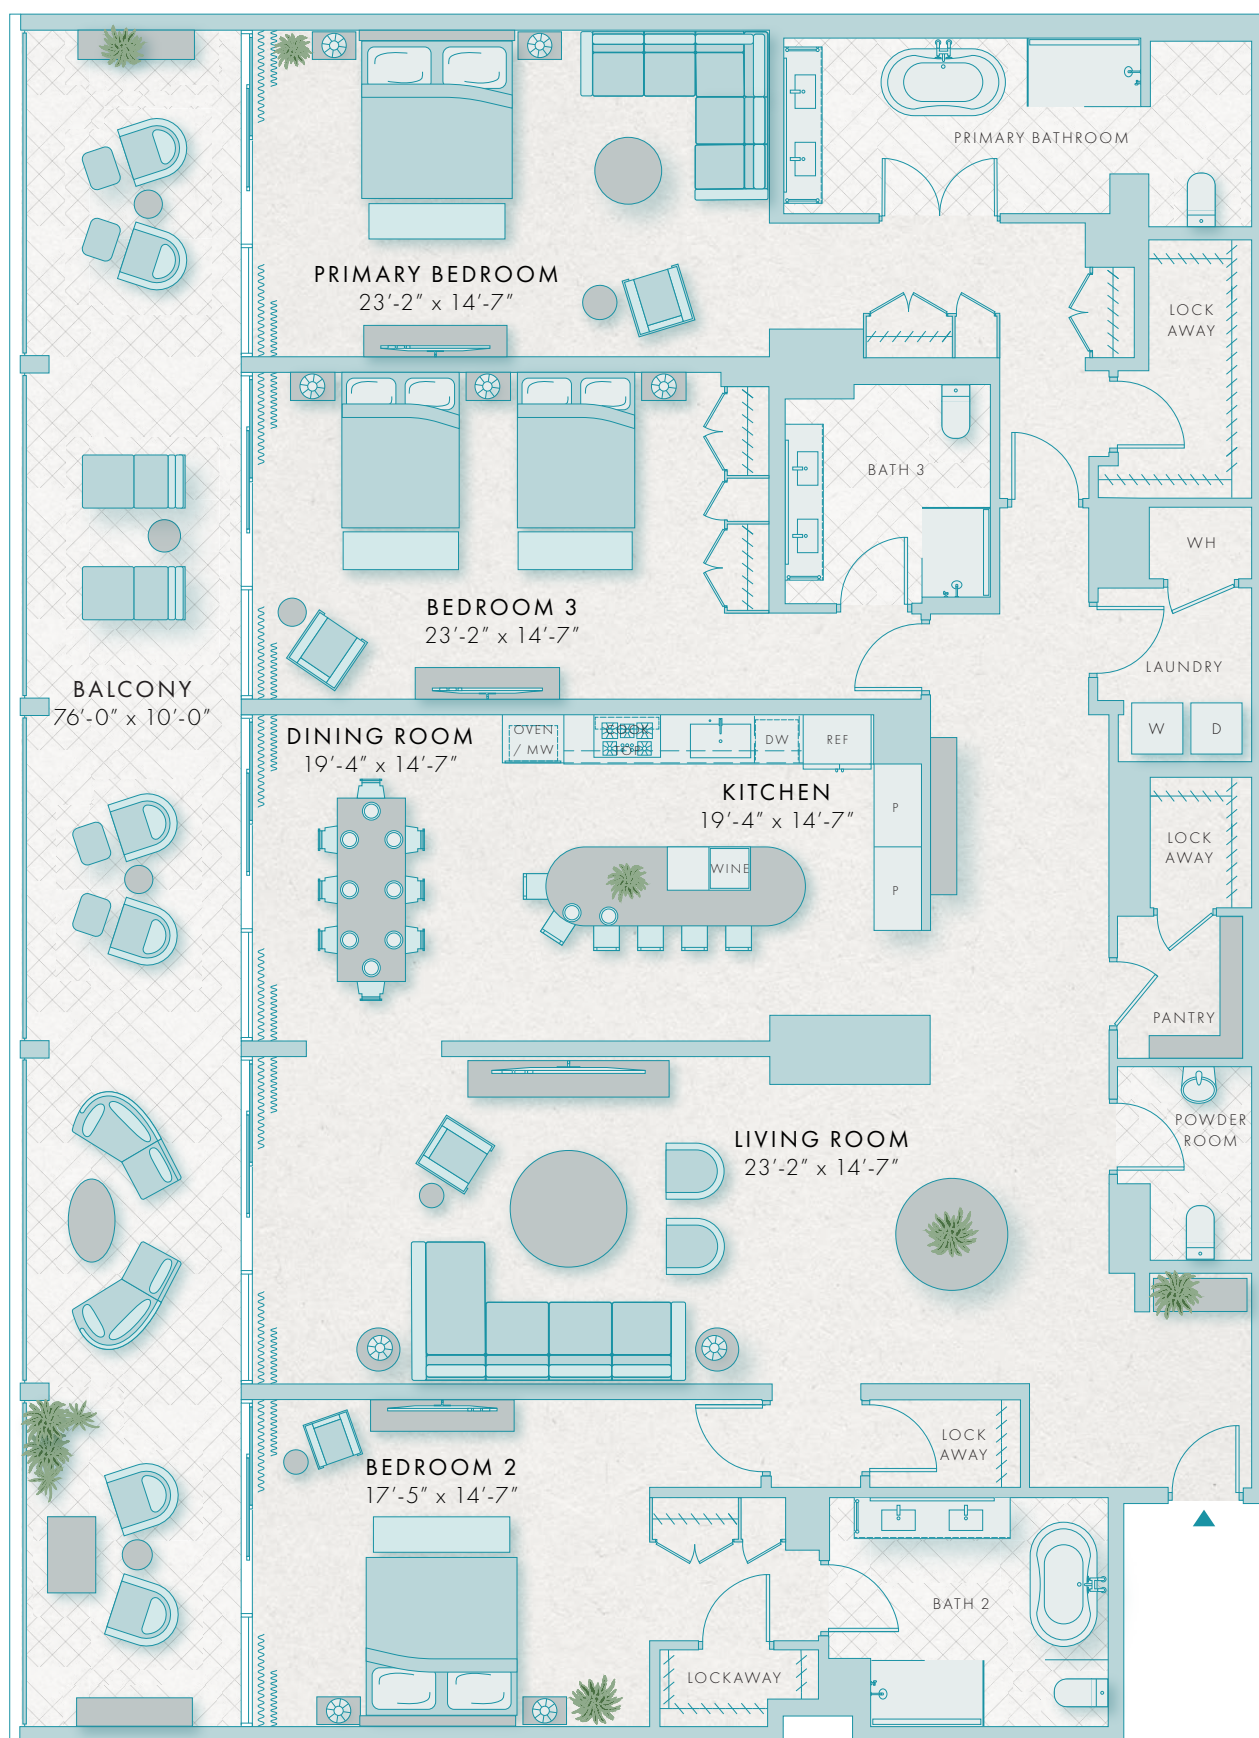 PRIMARY BATHROOM
PRIMARY BEDROOM
23'-2" x 14'-7"
LOCK
AWAY
BATH 3
WH
BEDROOM 3
23'-2" x 14'-7"
LAUNDRY
BALCONY
76'-0" x 10'-0"
W
D
DINING ROOM
19'-4" x 14'-7"
OVEN
/ MW
COOK
TOP
DW
REF
KITCHEN
19'-4" x 14'-7"
P
P
WINE
LOCK
AWAY
PANTRY
POWDER
ROOM
LIVING ROOM
23'-2" x 14'-7"
LOCK
AWAY
BEDROOM 2
17'-5" x 14'-7"
BATH 2
LOCKAWAY